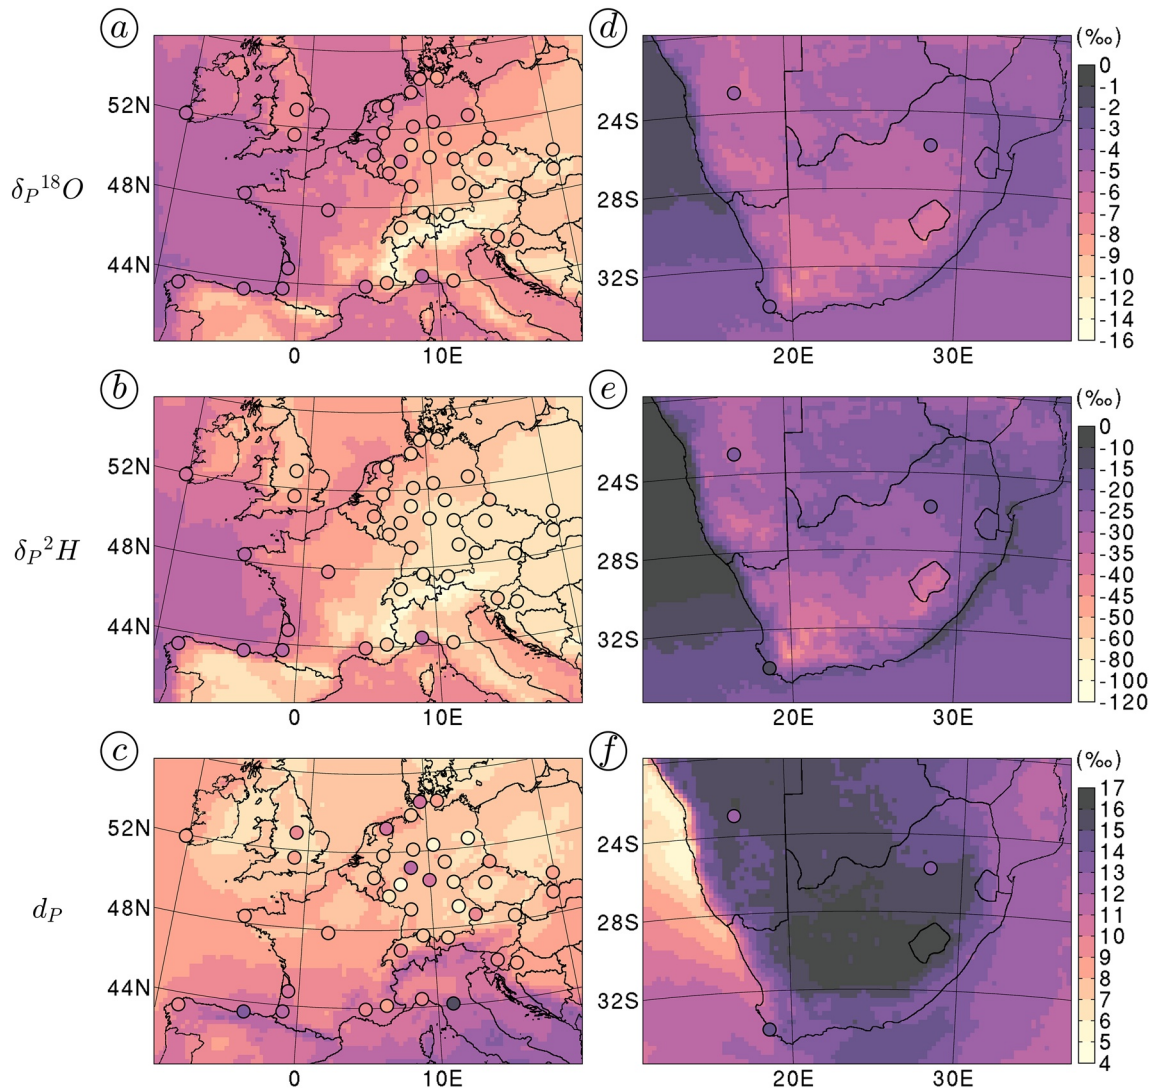 a
d
(‰)
δP18O
52N
48N
44N
0
10E
24S
28S
32S
20E
30E
0
-1
-2
-3
-4
-5
-6
-7
-8
-9
-10
-12
-14
-16
b
e
(‰)
δP2H
52N
48N
44N
0
10E
24S
28S
32S
20E
30E
0
-10
-15
-20
-25
-30
-35
-40
-45
-50
-60
-80
-100
-120
c
f
(‰)
dP
52N
48N
44N
0
10E
24S
28S
32S
20E
30E
17
16
15
14
13
12
11
10
9
8
7
6
5
4